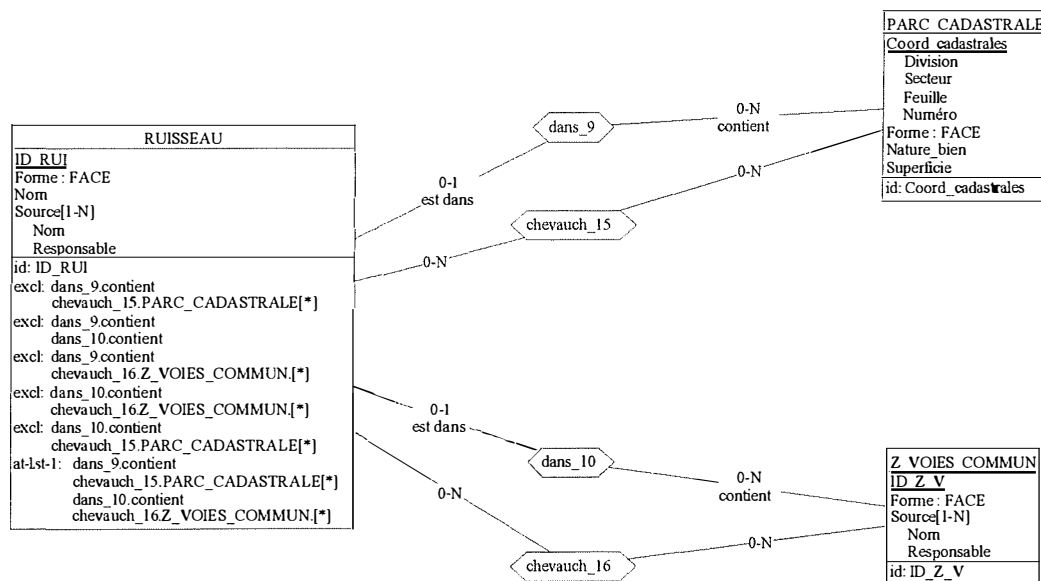 PARC_CADASTRALE
Coord_cadastrales
Division
Secteur
Feuille
Numéro
Forme : FACE
Nature_bien
Superficie
id: Coord_cadastrales
0-N
contient
dans_9
0-1
est dans
0-N
chevauch_15
0-N
RUISSEAU
ID_RUI
Forme : FACE
Nom
Source[1-N]
Nom
Responsable
id: ID_RUI
excl: dans_9.contient
chevauch_15.PARC_CADASTRALE[*]
excl: dans_9.contient
dans_10.contient
excl: dans_9.contient
chevauch_16.Z_VOIES_COMMUN.[*]
excl: dans_10.contient
chevauch_16.Z_VOIES_COMMUN.[*]
excl: dans_10.contient
chevauch_15.PARC_CADASTRALE[*]
at-lst-1: dans_9.contient
chevauch_15.PARC_CADASTRALE[*]
dans_10.contient
chevauch_16.Z_VOIES_COMMUN.[*]
0-1
est dans
dans_10
0-N
contient
0-N
chevauch_16
0-N
Z_VOIES_COMMUN
ID_Z_V
Forme : FACE
Source[1-N]
Nom
Responsable
id: ID_Z_V